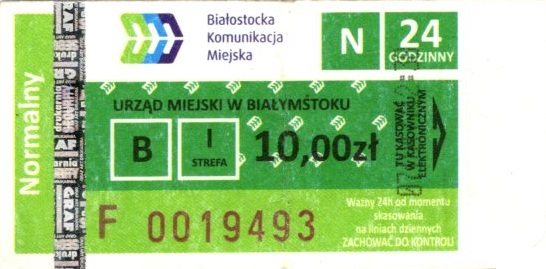 Normalny
Białostocka
Komunikacja
Miejska
N
24
GODZINNY
URZĄD MIEJSKI W BIAŁYMSTOKU
B
I
STREFA
10,00zł
TU KASOWAĆ
W KASOWNIKU
ELEKTRONICZNYM
F 0019493
Ważny 24h od momentu
skasowania
na liniach dziennych
ZACHOWAĆ DO KONTROLI
GRAF